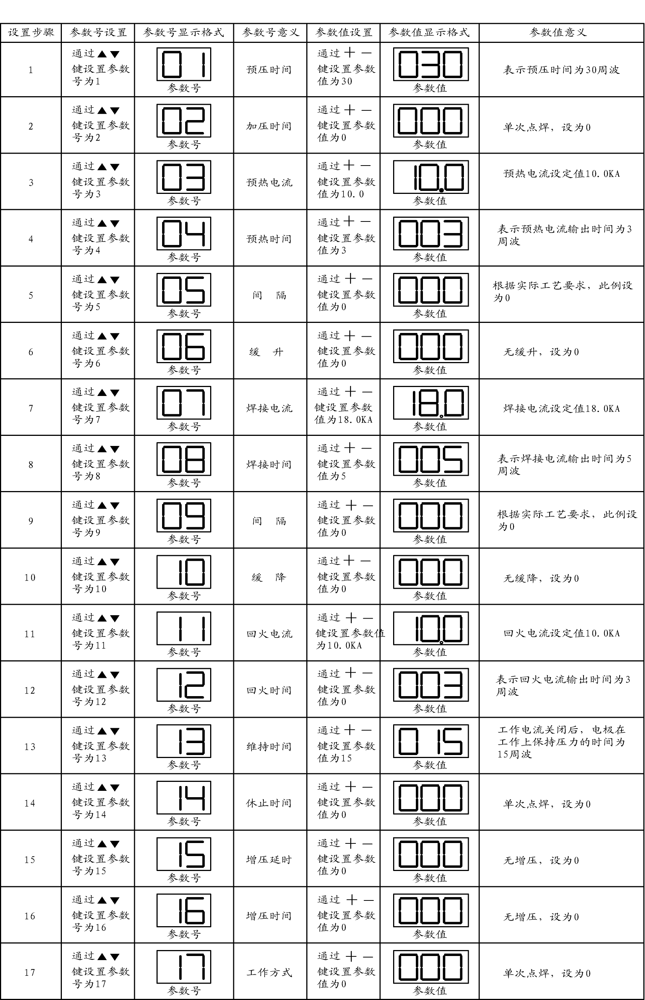 设置步骤 参数号设置 参数号显示格式 参数号意义 参数值设置 参数值显示格式 参数值意义
1
通过▲▼
键设置参数
号为1
01
参数号
预压时间
通过＋－
键设置参数
值为30
030
参数值
表示预压时间为30周波
2
通过▲▼
键设置参数
号为2
02
参数号
加压时间
通过＋－
键设置参数
值为0
000
参数值
单次点焊，设为0
3
通过▲▼
键设置参数
号为3
03
参数号
预热电流
通过＋－
键设置参数
值为10.0
10.0
参数值
预热电流设定值10.0KA
4
通过▲▼
键设置参数
号为4
04
参数号
预热时间
通过＋－
键设置参数
值为3
003
参数值
表示预热电流输出时间为3
周波
5
通过▲▼
键设置参数
号为5
05
参数号
间 隔
通过＋－
键设置参数
值为0
000
参数值
根据实际工艺要求，此例设
为0
6
通过▲▼
键设置参数
号为6
06
参数号
缓 升
通过＋－
键设置参数
值为0
000
参数值
无缓升，设为0
7
通过▲▼
键设置参数
号为7
07
参数号
焊接电流
通过＋－
键设置参数
值为18.0KA
18.0
参数值
焊接电流设定值18.0KA
8
通过▲▼
键设置参数
号为8
08
参数号
焊接时间
通过＋－
键设置参数
值为5
005
参数值
表示焊接电流输出时间为5
周波
9
通过▲▼
键设置参数
号为9
09
参数号
间 隔
通过＋－
键设置参数
值为0
000
参数值
根据实际工艺要求，此例设
为0
10
通过▲▼
键设置参数
号为10
10
参数号
缓 降
通过＋－
键设置参数
值为0
000
参数值
无缓降，设为0
11
通过▲▼
键设置参数
号为11
11
参数号
回火电流
通过＋－
键设置参数值
为10.0KA
10.0
参数值
回火电流设定值10.0KA
12
通过▲▼
键设置参数
号为12
12
参数号
回火时间
通过＋－
键设置参数
值为0
003
参数值
表示回火电流输出时间为3
周波
13
通过▲▼
键设置参数
号为13
13
参数号
维持时间
通过＋－
键设置参数
值为15
015
参数值
工作电流关闭后，电极在
工作上保持压力的时间为
15周波
14
通过▲▼
键设置参数
号为14
14
参数号
休止时间
通过＋－
键设置参数
值为0
000
参数值
单次点焊，设为0
15
通过▲▼
键设置参数
号为15
15
参数号
增压延时
通过＋－
键设置参数
值为0
000
参数值
无增压，设为0
16
通过▲▼
键设置参数
号为16
16
参数号
增压时间
通过＋－
键设置参数
值为0
000
参数值
无增压，设为0
17
通过▲▼
键设置参数
号为17
17
参数号
工作方式
通过＋－
键设置参数
值为0
000
参数值
单次点焊，设为0